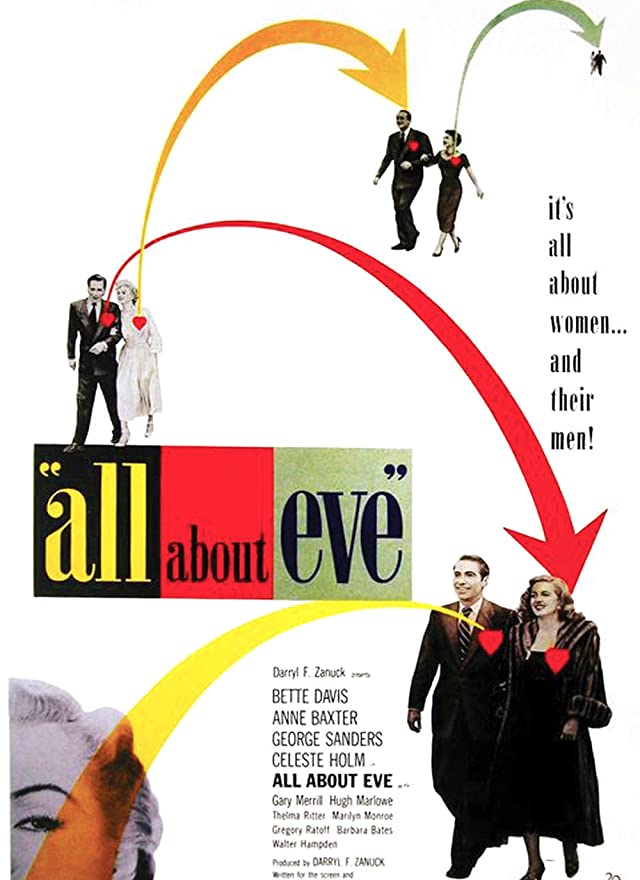 it's
all
about
women...
and
their
men!
"all about eve"
Darryl F. Zanuck presents
BETTE DAVIS
ANNE BAXTER
GEORGE SANDERS
CELESTE HOLM in
ALL ABOUT EVE with
Gary Merrill Hugh Marlowe
Thelma Ritter Marilyn Monroe
Gregory Ratoff Barbara Bates
Walter Hampden
Produced by DARRYL F. ZANUCK
Written for the screen and